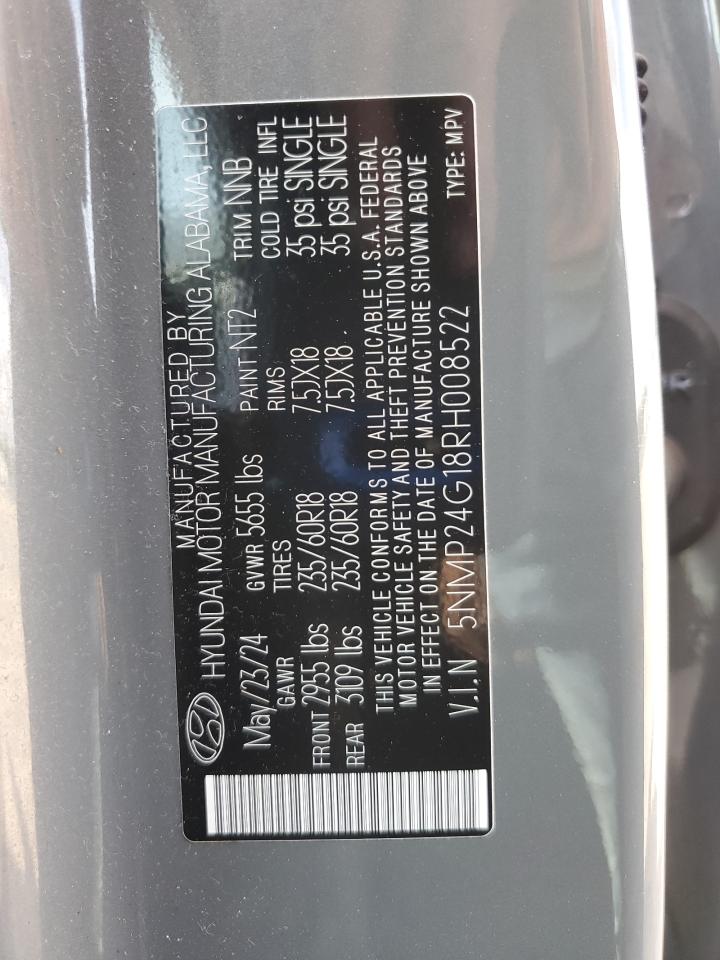 MANUFACTURED BY
HYUNDAI MOTOR MANUFACTURING ALABAMA, LLC
May/23/24 GVWR 5655 lbs PAINT NT2 TRIM NNB
GAWR TIRES RIMS COLD TIRE INFL
FRONT 2955 lbs 235/60R18 7.5JX18 35 psi SINGLE
REAR 3109 lbs 235/60R18 7.5JX18 35 psi SINGLE
THIS VEHICLE CONFORMS TO ALL APPLICABLE U.S.A. FEDERAL
MOTOR VEHICLE SAFETY AND THEFT PREVENTION STANDARDS
IN EFFECT ON THE DATE OF MANUFACTURE SHOWN ABOVE
V.I.N 5NMP24G18RH008522 TYPE: MPV